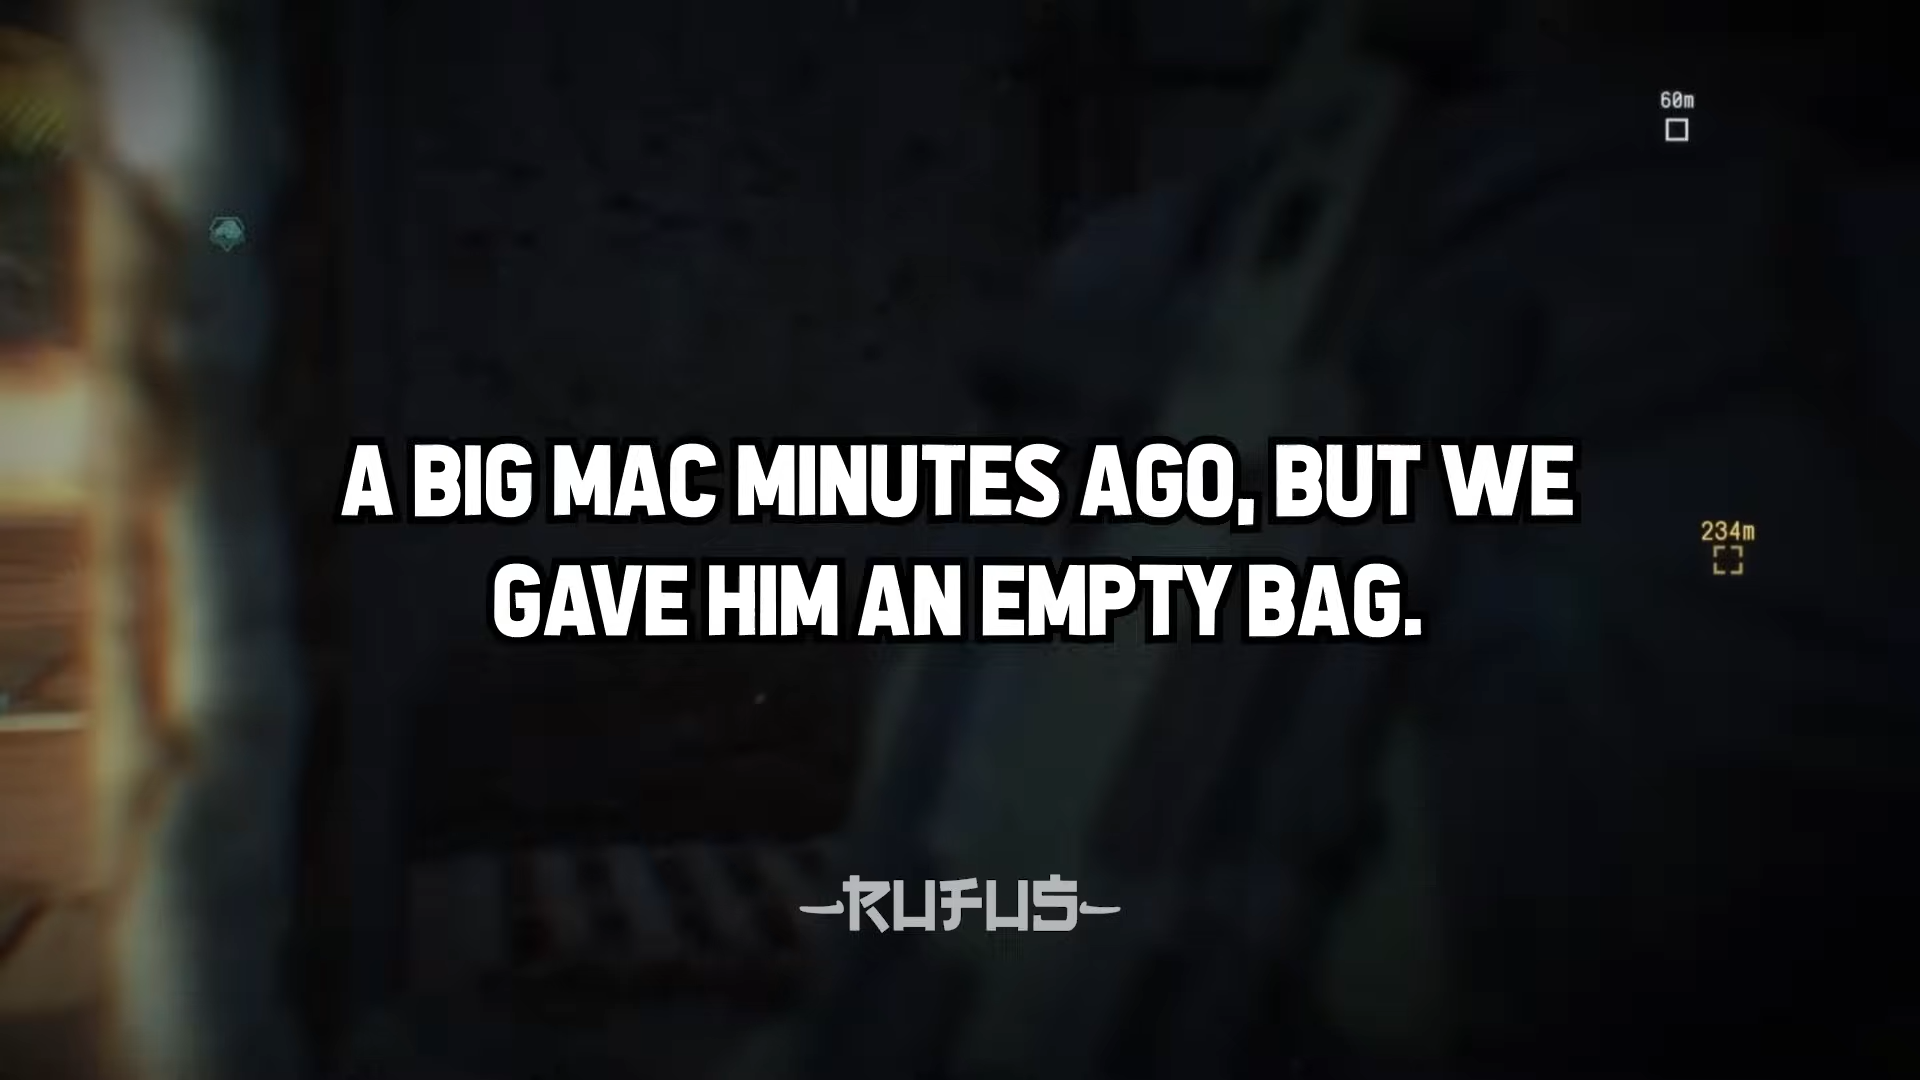 60m
A BIG MAC MINUTES AGO, BUT WE
234m
GAVE HIM AN EMPTY BAG.
RUFUS